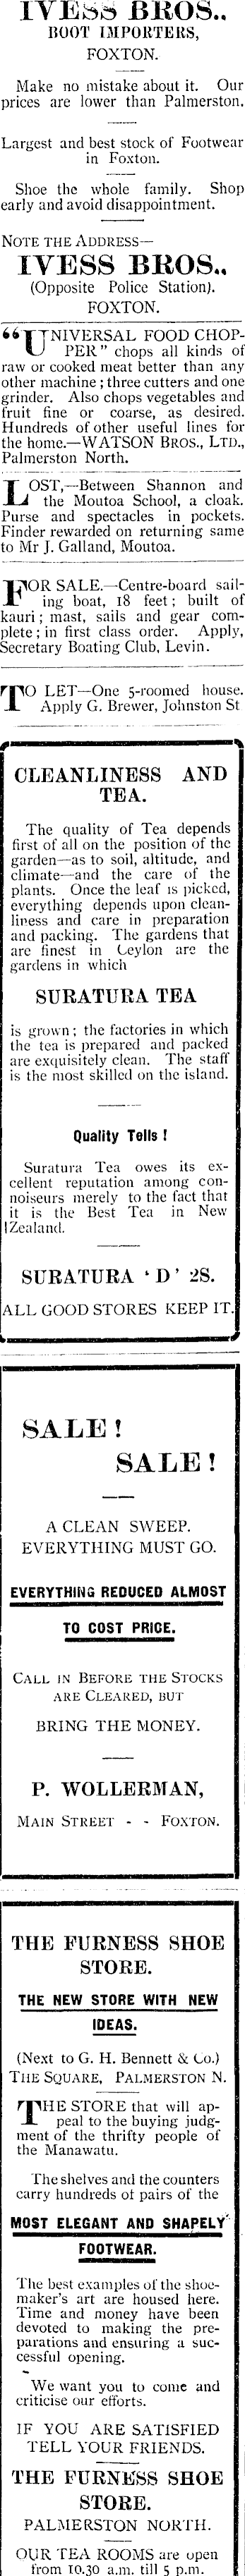 IVESS BROS.,
BOOT IMPORTERS,
FOXTON.
Make no mistake about it. Our
prices are lower than Palmerston.
Largest and best stock of Footwear
in Foxton.
Shoe the whole family. Shop
early and avoid disappointment.
NOTE THE ADDRESS—
IVESS BROS.,
(Opposite Police Station).
FOXTON.
"UNIVERSAL FOOD CHOP-
PER" chops all kinds of
raw or cooked meat better than any
other machine; three cutters and one
grinder. Also chops vegetables and
fruit fine or coarse, as desired.
Hundreds of other useful lines for
the home.—WATSON BROS., LTD.,
Palmerston North.
LOST,—Between Shannon and
the Moutoa School, a cloak.
Purse and spectacles in pockets.
Finder rewarded on returning same
to Mr J. Galland, Moutoa.
FOR SALE.—Centre-board sail-
ing boat, 18 feet; built of
kauri; mast, sails and gear com-
plete; in first class order. Apply,
Secretary Boating Club, Levin.
TO LET—One 5-roomed house.
Apply G. Brewer, Johnston St
CLEANLINESS AND
TEA.
The quality of Tea depends
first of all on the position of the
garden—as to soil, altitude, and
climate—and the care of the
plants. Once the leaf is picked,
everything depends upon clean-
liness and care in preparation
and packing. The gardens that
are finest in Ceylon are the
gardens in which
SURATURA TEA
is grown; the factories in which
the tea is prepared and packed
are exquisitely clean. The staff
is the most skilled on the island.
Quality Tells!
Suratura Tea owes its ex-
cellent reputation among con-
noiseurs merely to the fact that
it is the Best Tea in New
Zealand.
SURATURA 'D' 2S.
ALL GOOD STORES KEEP IT.
SALE!
SALE!
A CLEAN SWEEP.
EVERYTHING MUST GO.
EVERYTHING REDUCED ALMOST
TO COST PRICE.
CALL IN BEFORE THE STOCKS
ARE CLEARED, BUT
BRING THE MONEY.
P. WOLLERMAN,
MAIN STREET - - FOXTON.
THE FURNESS SHOE
STORE.
THE NEW STORE WITH NEW
IDEAS.
(Next to G. H. Bennett & Co.)
THE SQUARE, PALMERSTON N.
THE STORE that will ap-
peal to the buying judg-
ment of the thrifty people of
the Manawatu.
The shelves and the counters
carry hundreds of pairs of the
MOST ELEGANT AND SHAPELY
FOOTWEAR.
The best examples of the shoe-
maker's art are housed here.
Time and money have been
devoted to making the pre-
parations and ensuring a suc-
cessful opening.
We want you to come and
criticise our efforts.
IF YOU ARE SATISFIED
TELL YOUR FRIENDS.
THE FURNESS SHOE
STORE.
PALMERSTON NORTH.
OUR TEA ROOMS are open
from 10.30 a.m. till 5 p.m.